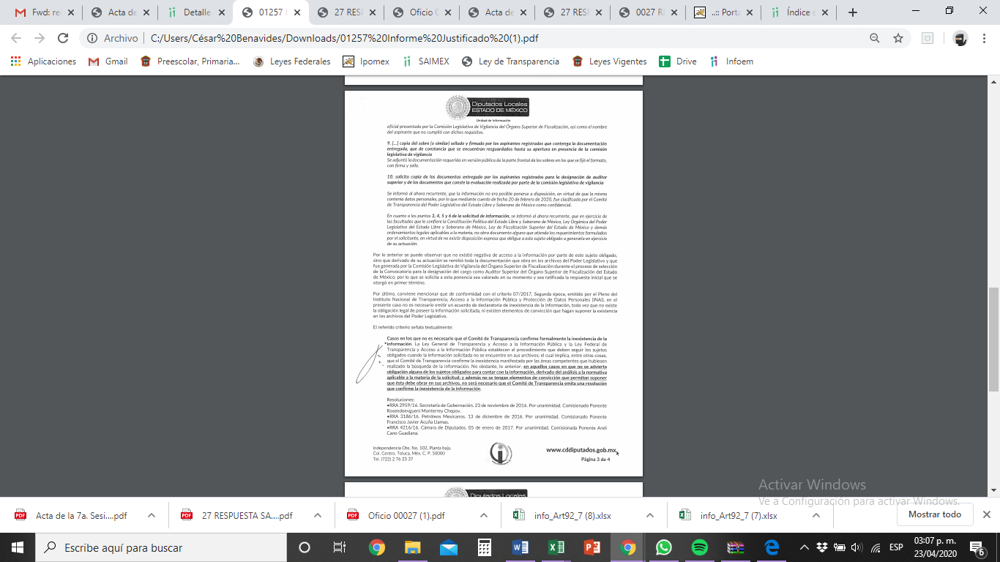 Fwd: re
Acta de
Detalle
01257
27 RESI
Oficio 0
Acta de
27 RESI
0027 RE
..:: Porta
Índice d
Archivo
C:/Users/César%20Benavides/Downloads/01257%20Informe%20Justificado%20(1).pdf
Aplicaciones
Gmail
Preescolar, Primaria...
Leyes Federales
Ipomex
SAIMEX
Ley de Transparencia
Leyes Vigentes
Drive
Infoem
Diputados Locales
ESTADO DE MÉXICO
Unidad de Información
oficial presentado por la Comisión Legislativa de Vigilancia del Órgano Superior de Fiscalización, así como el nombre
del aspirante que no cumplió con dichos requisitos.
9. [...] copia del sobre (o similar) sellado y firmado por los aspirantes registrados que contenga la documentación
entregada, que de constancia que se encuentran resguardados hasta su apertura en presencia de la comisión
legislativa de vigilancia
Se adjuntó la documentación requerida en versión pública de la parte frontal de los sobres en los que se fijó el formato,
con firma y sello.
10. solicito copia de los documentos entregado por los aspirantes registrados para la designación de auditor
superior y de los documentos que conste la evaluación realizada por parte de la comisión legislativa de vigilancia
Se informó al ahora recurrente, que la información no era posible ponerse a disposición, en virtud de que la misma
contenía datos personales, por lo que mediante cuerdo de fecha 20 de febrero de 2020, fue clasificada por el Comité
de Transparencia del Poder Legislativo del Estado Libre y Soberano de México como confidencial.
En cuanto a los puntos 3, 4, 5 y 6 de la solicitud de información, se informó al ahora recurrente, que en ejercicio de
las facultades que le confiere la Constitución Política del Estado Libre y Soberano de México, Ley Orgánica del Poder
Legislativo del Estado Libre y Soberano de México, Ley de Fiscalización Superior del Estado de México y demás
ordenamientos legales aplicables a la materia, no obra documento alguno que atienda los requerimientos formulados
por el solicitante, en virtud de no existir disposición expresa que obligue a este sujeto obligado a generarla en ejercicio
de su actuación.
Por lo anterior se puede observar que no existió negativa de acceso a la información por parte de este sujeto obligado,
sino que derivado de su actuación se remitió toda la documentación que obra en los archivos del Poder Legislativo y que
fue generada por la Comisión Legislativa de Vigilancia del Órgano Superior de Fiscalización durante el proceso de selección
de la Convocatoria para la designación del cargo como Auditor Superior del Órgano Superior de Fiscalización del Estado
de México; por lo que se solicita a esta ponencia sea valorado en su momento y sea ratificada la respuesta inicial que se
otorgó en primer término.
Por último, conviene mencionar que de conformidad con el criterio 07/2017, Segunda época, emitido por el Pleno del
Instituto Nacional de Transparencia, Acceso a la Información Pública y Protección de Datos Personales (INAI), en el
presente caso no es necesario emitir un acuerdo de declaratoria de inexistencia de la información, toda vez que no existe
la obligación legal de poseer la información solicitada, ni existen elementos de convicción que hagan suponer la existencia
en los archivos del Poder Legislativo.
El referido criterio señala textualmente:
Casos en los que no es necesario que el Comité de Transparencia confirme formalmente la inexistencia de la
información. La Ley General de Transparencia y Acceso a la Información Pública y la Ley Federal de
Transparencia y Acceso a la Información Pública establecen el procedimiento que deben seguir los sujetos
obligados cuando la información solicitada no se encuentre en sus archivos; el cual implica, entre otras cosas,
que el Comité de Transparencia confirme la inexistencia manifestada por las áreas competentes que hubiesen
realizado la búsqueda de la información. No obstante, lo anterior, en aquellos casos en que no se advierta
obligación alguna de los sujetos obligados para contar con la información, derivado del análisis a la normativa
aplicable a la materia de la solicitud; y además no se tengan elementos de convicción que permitan suponer
que ésta debe obrar en sus archivos, no será necesario que el Comité de Transparencia emita una resolución
que confirme la inexistencia de la información.
Resoluciones:
•RRA 2959/16. Secretaría de Gobernación. 23 de noviembre de 2016. Por unanimidad. Comisionado Ponente
Rosendoevgueni Monterrey Chepov.
•RRA 3186/16. Petróleos Mexicanos. 13 de diciembre de 2016. Por unanimidad. Comisionado Ponente
Francisco Javier Acuña Llamas.
•RRA 4216/16. Cámara de Diputados. 05 de enero de 2017. Por unanimidad. Comisionada Ponente Areli
Cano Guadiana.
Independencia Ote. No. 102, Planta baja,
Col. Centro, Toluca, Méx. C. P. 50000
Tel. (722) 2 76 23 37
www.cddiputados.gob.mx
Página 3 de 4
Diputados Locales
Activar Windows
Ve a Configuración para activar Windows.
Acta de la 7a. Sesi....pdf
27 RESPUESTA SA....pdf
Oficio 00027 (1).pdf
info_Art92_7 (8).xlsx
info_Art92_7 (7).xlsx
Mostrar todo
Escribe aquí para buscar
ESP
03:07 p. m.
23/04/2020
6